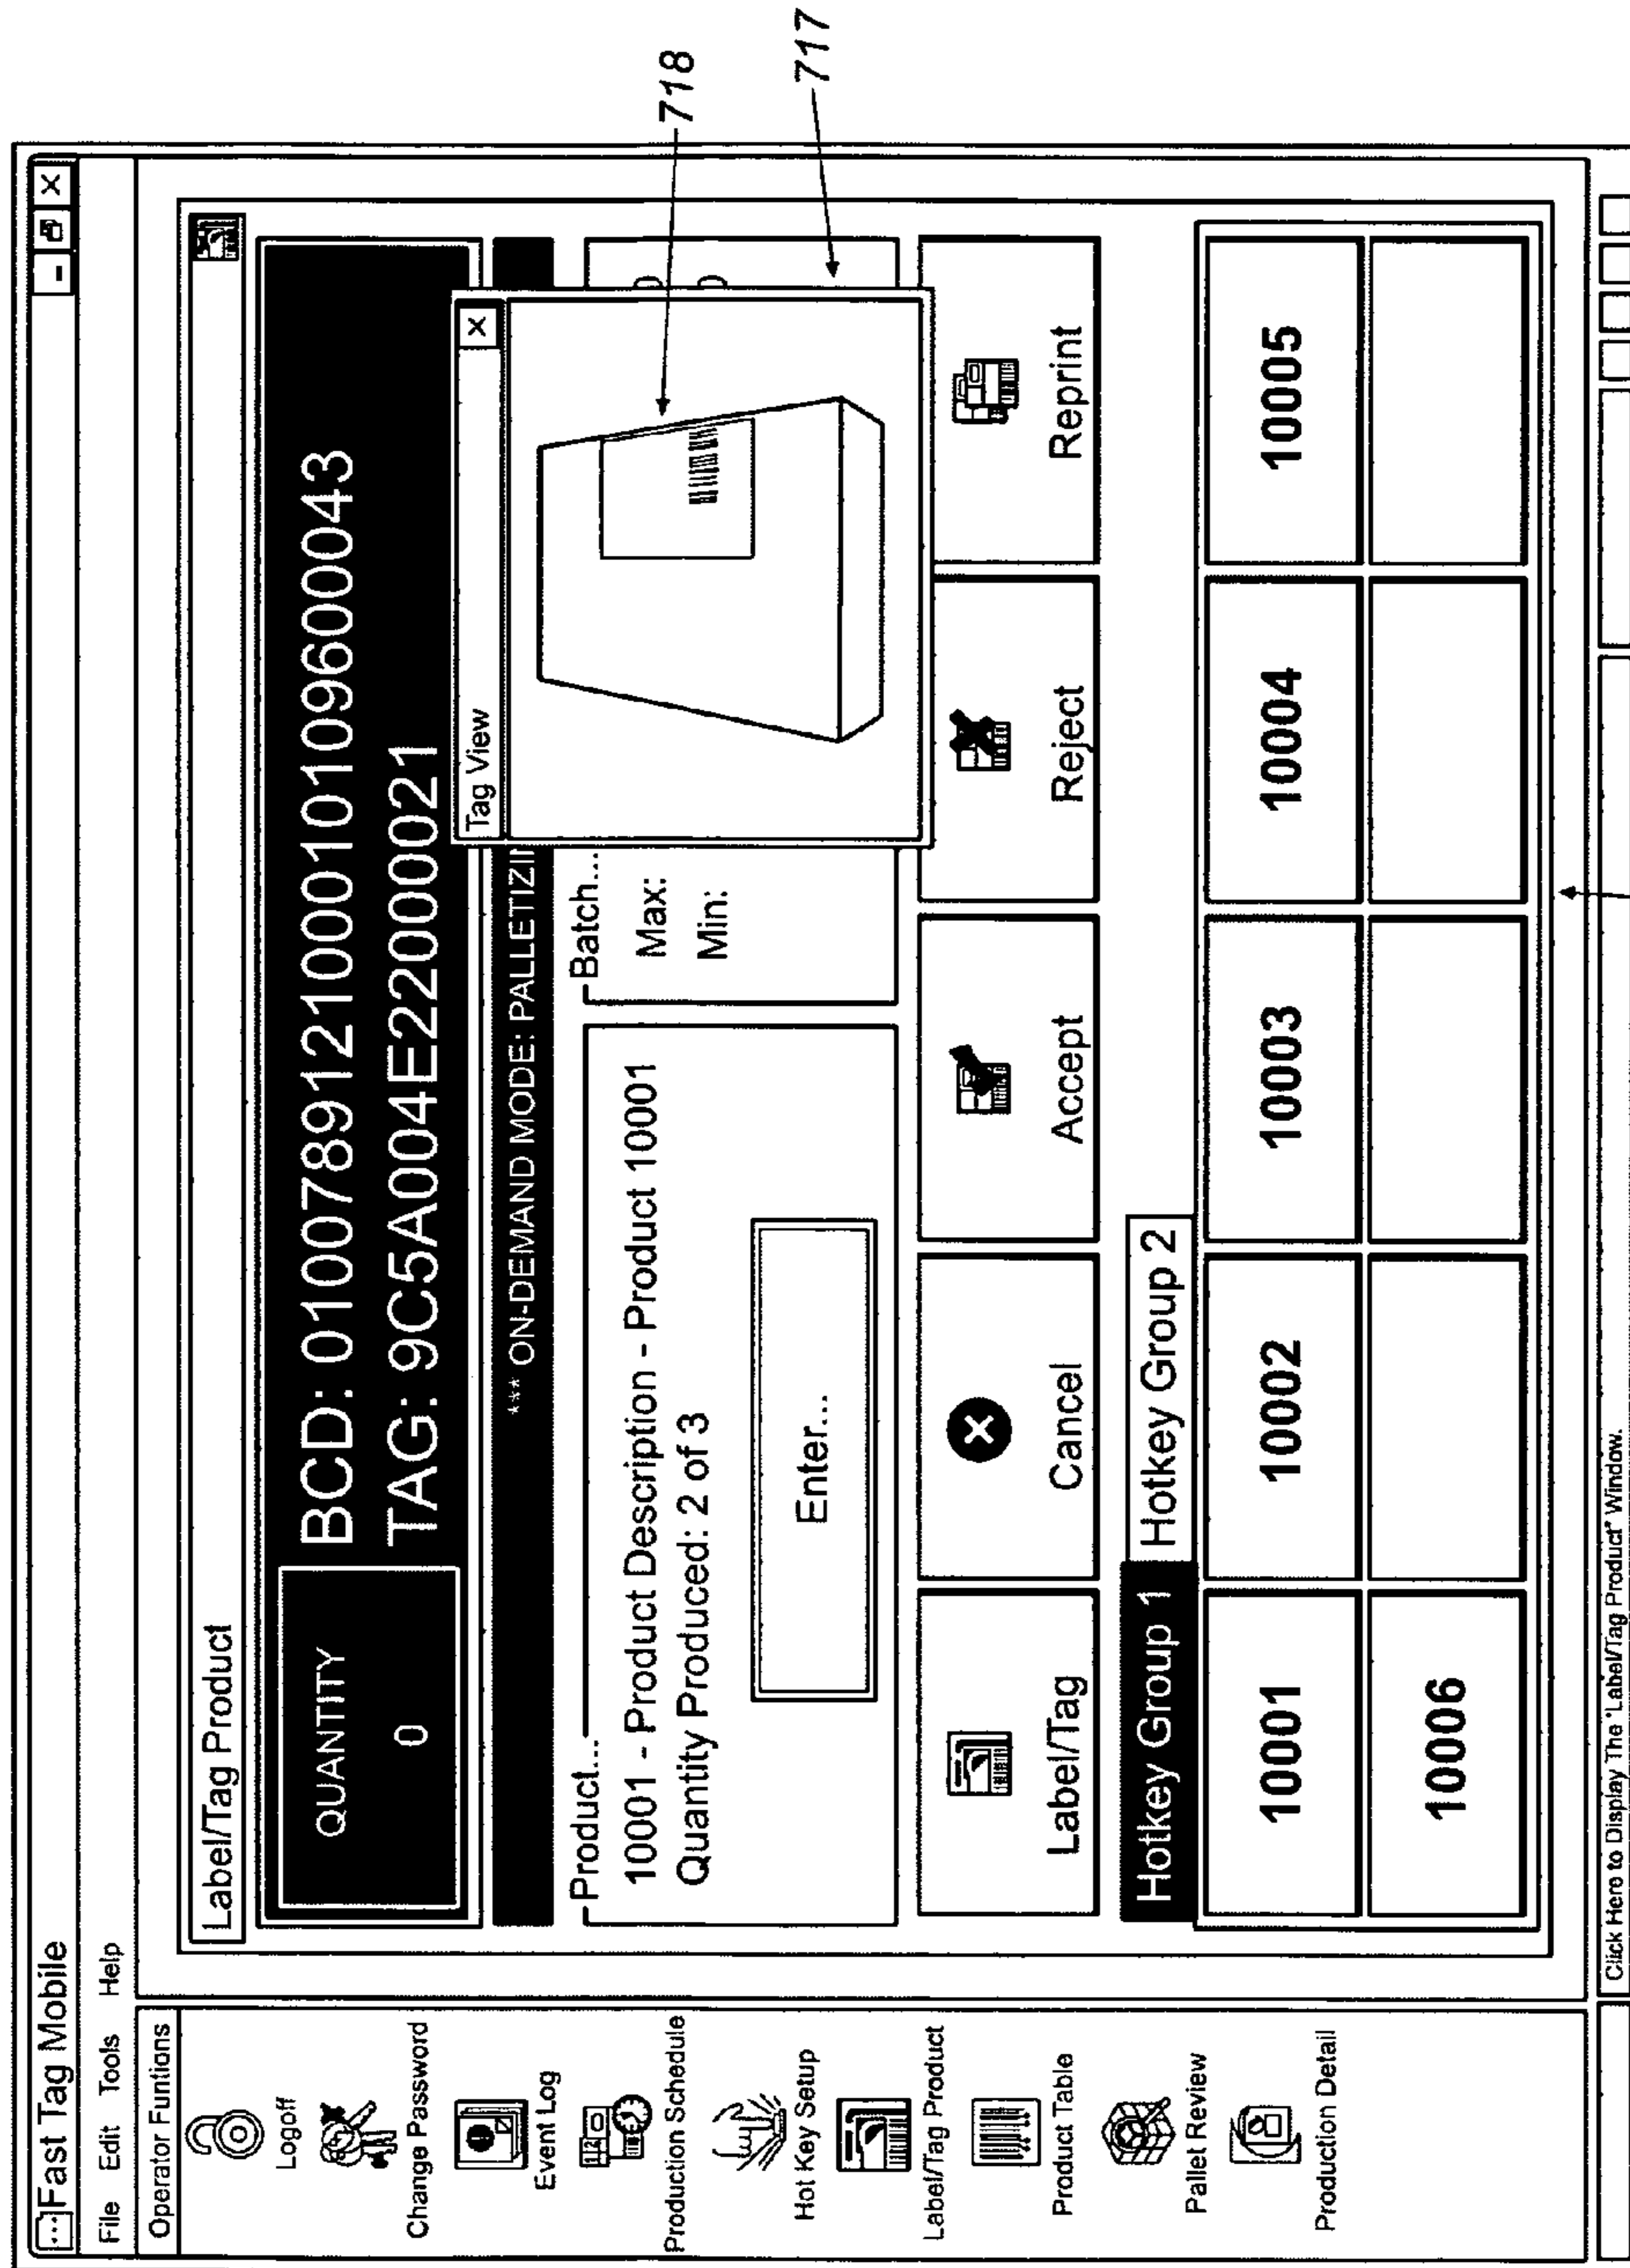 Fast Tag Mobile
File Edit Tools Help
Operator Funtions
Logoff
Change Password
Event Log
Production Schedule
Hot Key Setup
Label/Tag Product
Product Table
Pallet Review
Production Detail
Label/Tag Product
QUANTITY
0
BCD: 01007891210001010960 0043
TAG: 9C5A004E22000021
*** ON-DEMAND MODE: PALLETIZIN
Product...
10001 - Product Description - Product 10001
Quantity Produced: 2 of 3
Enter...
Batch...
Max:
Min:
Tag View
718
717
Label/Tag
Cancel
Accept
Reject
Reprint
Hotkey Group 1
Hotkey Group 2
10001
10002
10003
10004
10005
10006
Click Here to Display The 'Label/Tag Product" Window.